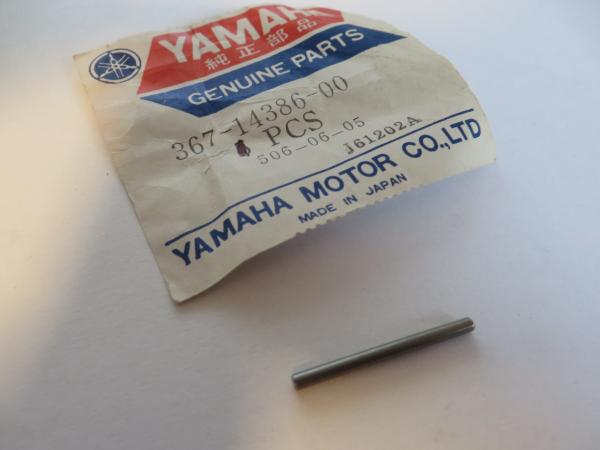 YAMAHA
純正部品
GENUINE PARTS
367-14386-00
PCS
506-06-05
J61202A
YAMAHA MOTOR CO.,LTD
MADE IN JAPAN